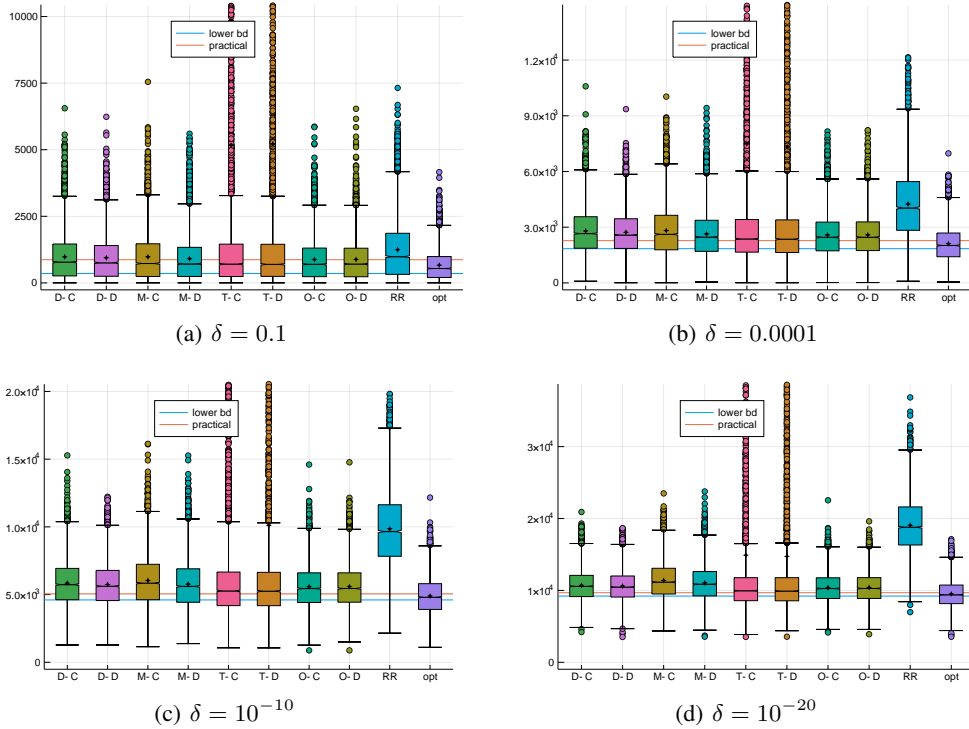 10000
7500
5000
2500
0
lower bd
practical
D- C D- D M- C M- D T- C T- D O- C O- D RR opt
(a) δ = 0.1
1.2×10⁴
9.0×10³
6.0×10³
3.0×10³
0
lower bd
practical
D- C D- D M- C M- D T- C T- D O- C O- D RR opt
(b) δ = 0.0001
2.0×10⁴
1.5×10⁴
1.0×10⁴
5.0×10³
0
lower bd
practical
D- C D- D M- C M- D T- C T- D O- C O- D RR opt
(c) δ = 10⁻¹⁰
3×10⁴
2×10⁴
1×10⁴
0
lower bd
practical
D- C D- D M- C M- D T- C T- D O- C O- D RR opt
(d) δ = 10⁻²⁰